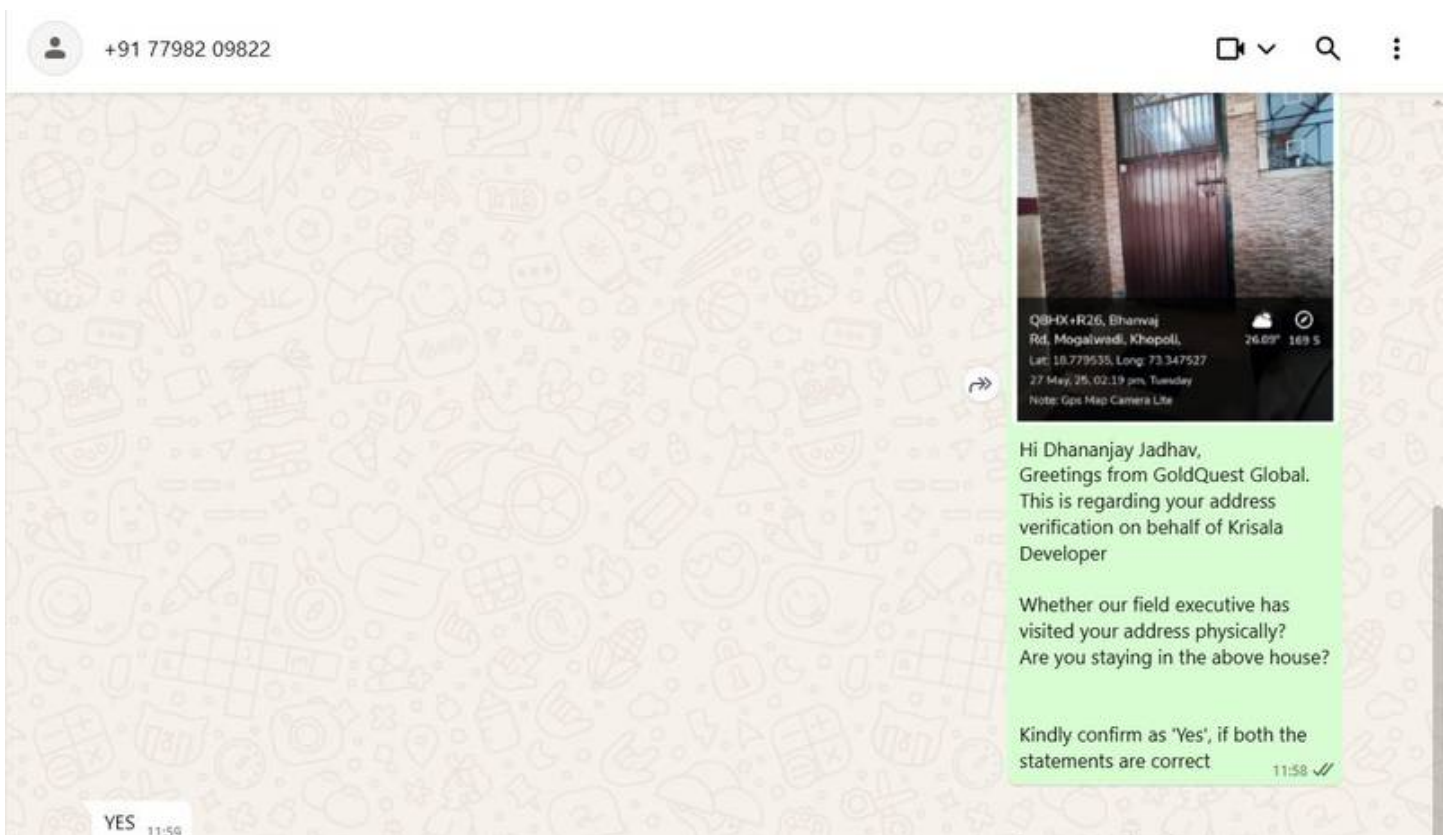 +91 77982 09822
Q8HX+R26, Bhanvaj
Rd, Mogalwadi, Khopoli,
26.09° 169 S
Lat: 18.779535, Long: 73.347527
27 May, 25, 02:19 pm, Tuesday
Note: Gps Map Camera Lite
Hi Dhananjay Jadhav,
Greetings from GoldQuest Global.
This is regarding your address
verification on behalf of Krisala
Developer
Whether our field executive has
visited your address physically?
Are you staying in the above house?
Kindly confirm as 'Yes', if both the
statements are correct
11:58
YES 11:59